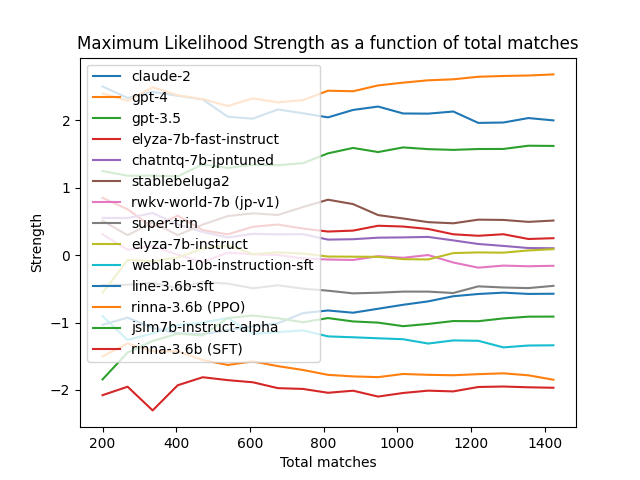 Maximum Likelihood Strength as a function of total matches
claude-2
gpt-4
gpt-3.5
elyza-7b-fast-instruct
chatntq-7b-jpntuned
stablebeluga2
rwkv-world-7b (jp-v1)
super-trin
elyza-7b-instruct
weblab-10b-instruction-sft
line-3.6b-sft
rinna-3.6b (PPO)
jslm7b-instruct-alpha
rinna-3.6b (SFT)
Strength
2
1
0
−1
−2
200 400 600 800 1000 1200 1400
Total matches